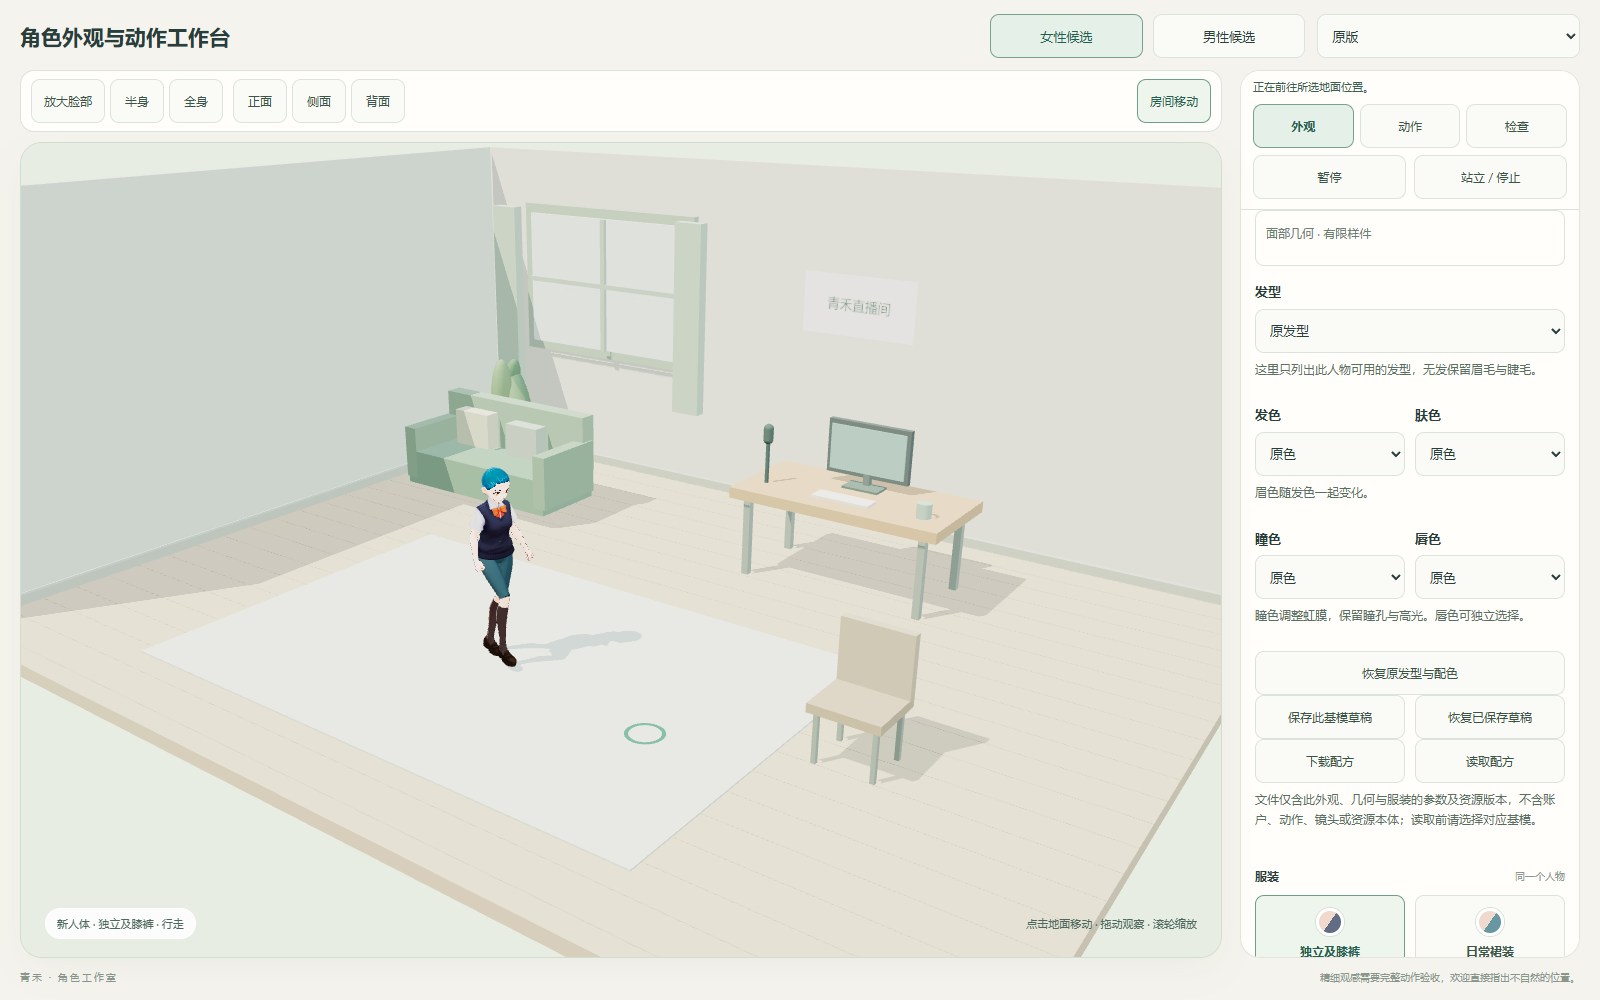 角色外观与动作工作台
女性候选
男性候选
原版
放大脸部
半身
全身
正面
侧面
背面
房间移动
青禾直播间
新人体 · 独立及膝裤 · 行走
点击地面移动 · 拖动观察 · 滚轮缩放
正在前往所选地面位置。
外观
动作
检查
暂停
站立 / 停止
面部几何 · 有限样件
发型
原发型
这里只列出此人物可用的发型，无发保留眉毛与睫毛。
发色
肤色
原色
原色
眉色随发色一起变化。
瞳色
唇色
原色
原色
瞳色调整虹膜，保留瞳孔与高光。唇色可独立选择。
恢复原发型与配色
保存此基模草稿
恢复已保存草稿
下载配方
读取配方
文件仅含此外观、几何与服装的参数及资源版本，不含账
户、动作、镜头或资源本体；读取前请选择对应基模。
服装
同一个人物
独立及膝裤
日常裙装
青禾 · 角色工作室
精细观感需要完整动作验收，欢迎直接指出不自然的位置。